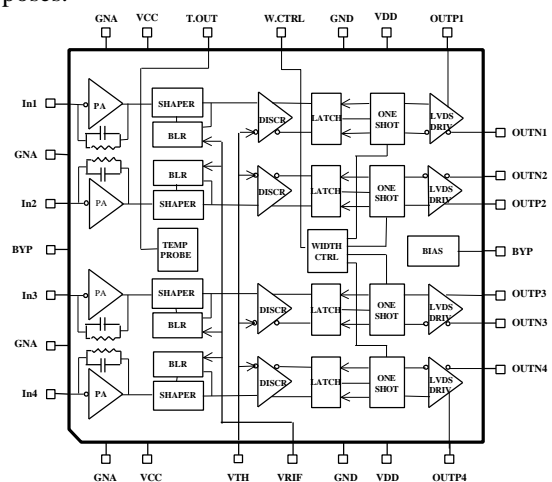 poses.
GNA VCC T.OUT W.CTRL GND VDD OUTP1
In1 PA SHAPER DISCR LATCH ONE SHOT LVDS DRIV
BLR
OUTN1
GNA
BLR
OUTN2
In2 PA SHAPER DISCR LATCH ONE SHOT LVDS DRIV OUTP2
BYP TEMP PROBE WIDTH CTRL BIAS BYP
In3 PA SHAPER DISCR LATCH ONE SHOT LVDS DRIV OUTP3
BLR
OUTN3
GNA
BLR
OUTN4
In4 PA SHAPER DISCR LATCH ONE SHOT LVDS DRIV
GNA VCC VTH VRIF GND VDD OUTP4